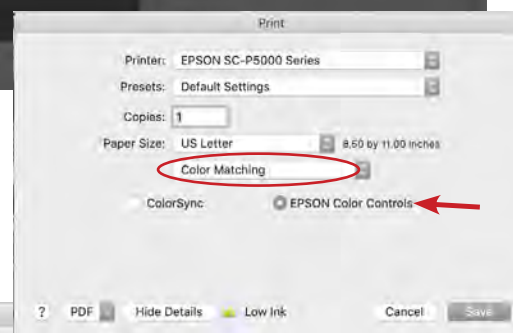 Print
Printer: EPSON SC-P5000 Series
Presets: Default Settings
Copies: 1
Paper Size: US Letter 8.50 by 11.00 inches
Color Matching
ColorSync EPSON Color Controls
? PDF Hide Details Low Ink Cancel Save